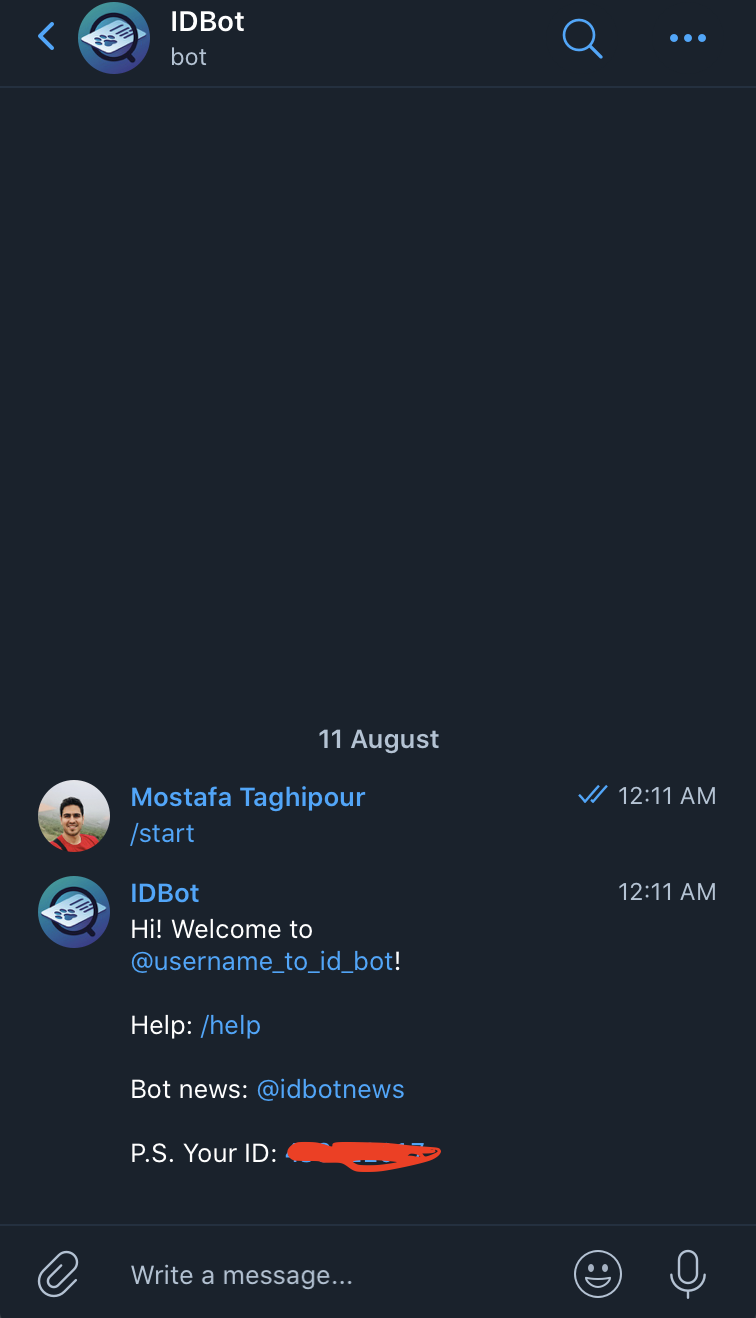 IDBot
bot
11 August
Mostafa Taghipour
12:11 AM
/start
IDBot
12:11 AM
Hi! Welcome to
@username_to_id_bot!
Help: /help
Bot news: @idbotnews
P.S. Your ID:
Write a message...